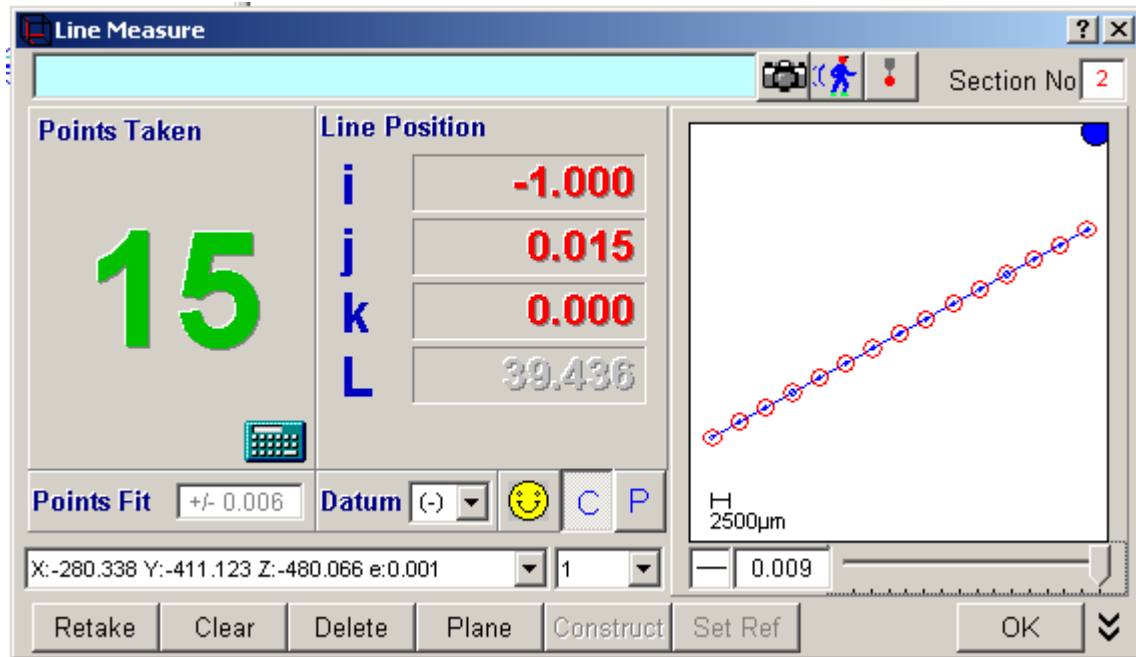 Line Measure
Section No 2
Points Taken
15
Line Position
i -1.000
j 0.015
k 0.000
L 39.436
2500µm
Points Fit +/- 0.006
Datum (-) C P
X:-280.338 Y:-411.123 Z:-480.066 e:0.001 1
0.009
Retake Clear Delete Plane Construct Set Ref OK